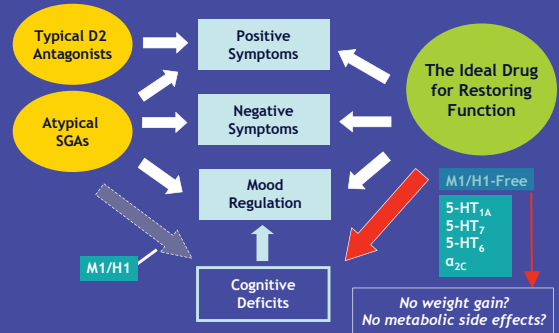 Typical D2
Antagonists
Positive
Symptoms
The Ideal Drug
for Restoring
Function
Atypical
SGAs
Negative
Symptoms
Mood
Regulation
M1/H1-Free
5-HT1A
5-HT7
5-HT6
α2C
M1/H1
Cognitive
Deficits
No weight gain?
No metabolic side effects?